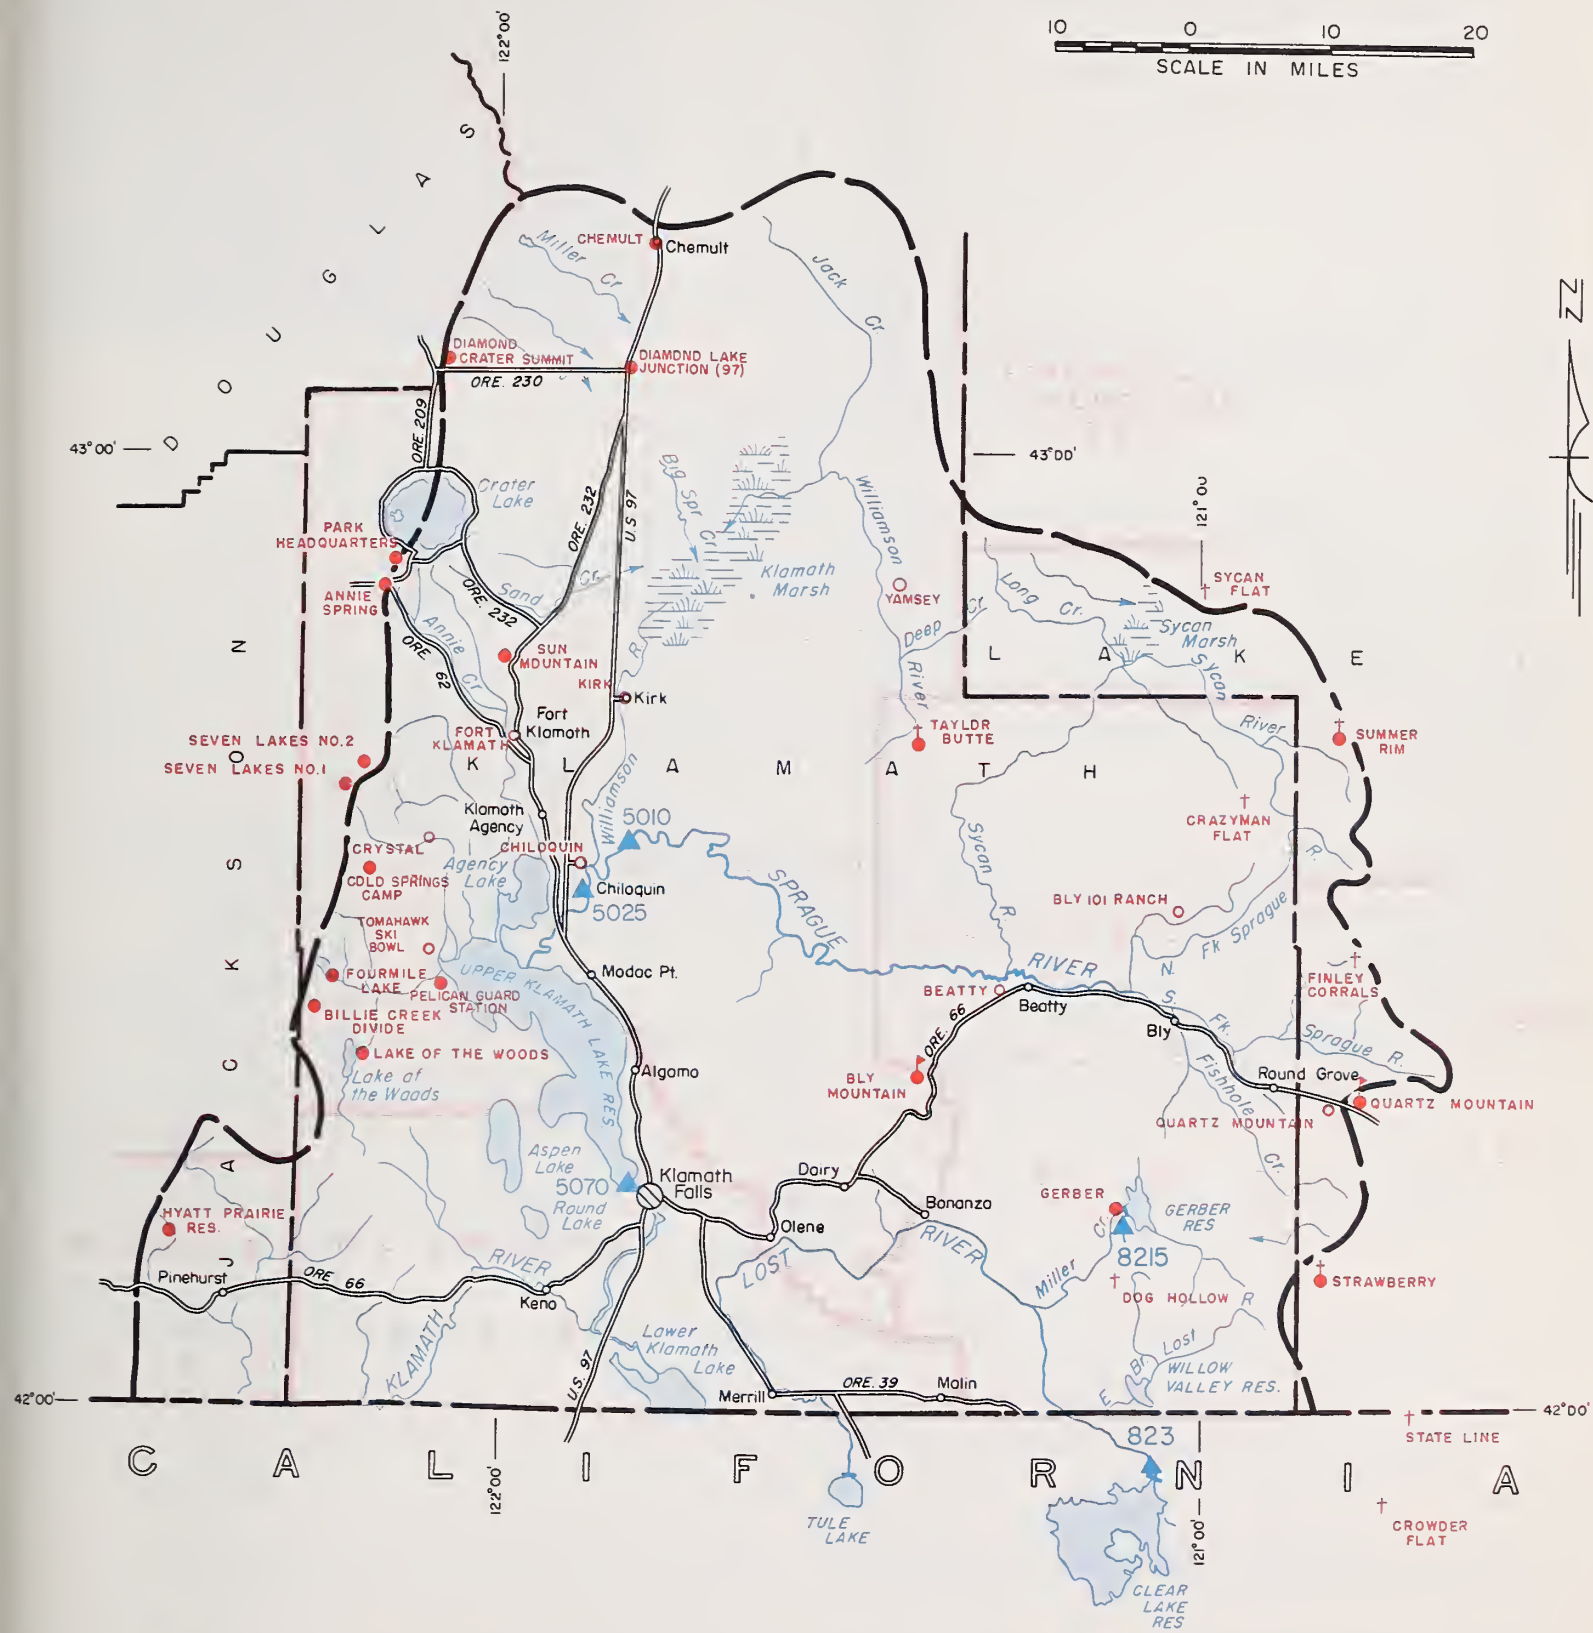 10 0 10 20
SCALE IN MILES
122°00'
DOUGLAS
CHEMULT
Chemult
Miller Cr
Jack Cr.
DIAMOND
CRATER SUMMIT
DIAMOND LAKE
JUNCTION (97)
ORE. 230
ORE. 209
43°00'
43°00'
Crater
Lake
ORE. 232
U.S 97
Big Spr Cr
Williamson River
121°00
PARK
HEADQUARTERS
ANNIE
SPRING
Sand Cr.
Klamath
Marsh
YAMSEY
Long Cr.
SYCAN
FLAT
ORE. 232
Annie Cr
ORE. 62
Deep Cr.
Sycan
Marsh
SUN
MOUNTAIN
LAKE
KIRK
Kirk
R.
Sycan River
Fort
Klamath
FORT
KLAMATH
TAYLOR
BUTTE
SUMMER
RIM
SEVEN LAKES NO.2
SEVEN LAKES NO.1
KLAMATH
JACKSON
Klamath
Agency
Williamson
5010
CRAZYMAN
FLAT
CRYSTAL
CHILOQUIN
Agency
Lake
Chiloquin
5025
COLD SPRINGS
CAMP
Sycan R.
BLY 101 RANCH
R.
N. Fk Sprague
SPRAGUE RIVER
TOMAHAWK
SKI
BOWL
Modoc Pt.
FOURMILE
LAKE
UPPER KLAMATH LAKE RES
PELICAN GUARD
STATION
BEATTY
Beatty
FINLEY
CORRALS
BILLIE CREEK
DIVIDE
Bly
S. Fk. Sprague R.
ORE. 66
LAKE OF THE WOODS
Lake of
the Woods
Algoma
BLY
MOUNTAIN
Fishhole Cr.
Round Grove
QUARTZ MOUNTAIN
QUARTZ MOUNTAIN
Aspen
Lake
5070
Klamath
Falls
Dairy
Round
Lake
HYATT PRAIRIE
RES.
Bonanza
GERBER
GERBER
RES
Cr
Olene
LOST RIVER
8215
RIVER
Pinehurst
ORE 66
Keno
Miller
DOG HOLLOW
STRAWBERRY
KLAMATH
Lower
Klamath
Lake
E. Br. Lost R
WILLOW
VALLEY RES.
U.S. 97
Merrill
ORE. 39
Malin
42°00'
42°00'
STATE LINE
823
CALIFORNIA
122°00'
121°00'
TULE
LAKE
CROWDER
FLAT
CLEAR
LAKE
RES